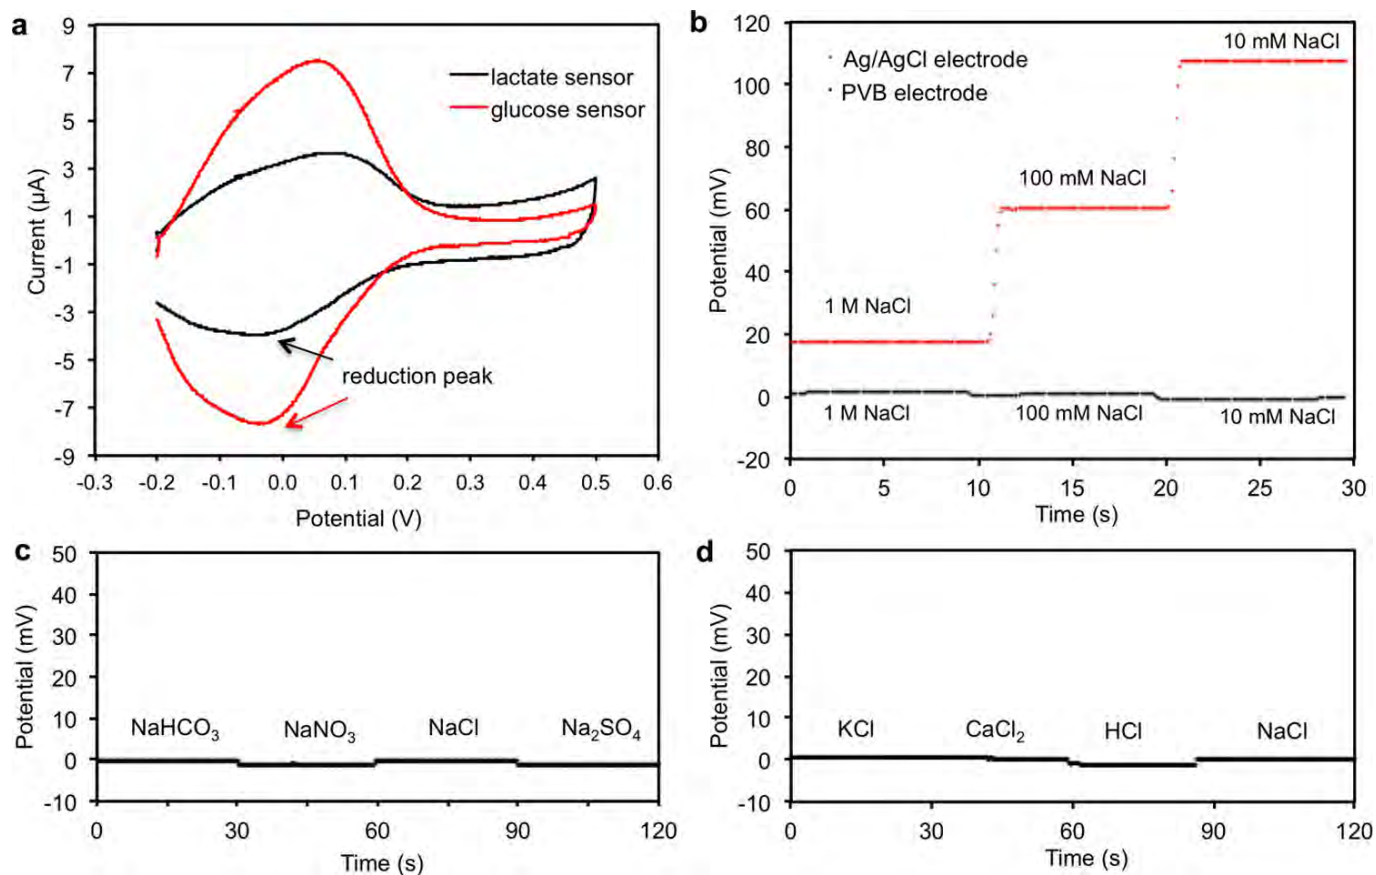 a
9
7
5
3
1
-1
-3
-5
-7
-9
Current (µA)
lactate sensor
glucose sensor
reduction peak
-0.3 -0.2 -0.1 0.0 0.1 0.2 0.3 0.4 0.5 0.6
Potential (V)
b
120
100
80
60
40
20
0
-20
Potential (mV)
Ag/AgCl electrode
PVB electrode
10 mM NaCl
100 mM NaCl
1 M NaCl
1 M NaCl 100 mM NaCl 10 mM NaCl
0 5 10 15 20 25 30
Time (s)
c
50
40
30
20
10
0
-10
Potential (mV)
NaHCO₃ NaNO₃ NaCl Na₂SO₄
0 30 60 90 120
Time (s)
d
50
40
30
20
10
0
-10
Potential (mV)
KCl CaCl₂ HCl NaCl
0 30 60 90 120
Time (s)